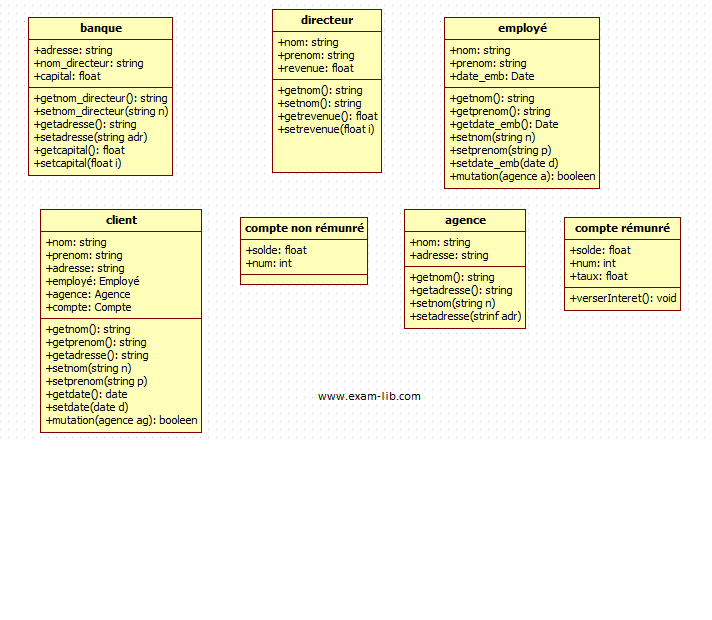 banque
+adresse: string
+nom_directeur: string
+capital: float
+getnom_directeur(): string
+setnom_directeur(string n)
+getadresse(): string
+setadresse(string adr)
+getcapital(): float
+setcapital(float i)
directeur
+nom: string
+prenom: string
+revenue: float
+getnom(): string
+setnom(): string
+getrevenue(): float
+setrevenue(float i)
employé
+nom: string
+prenom: string
+date_emb: Date
+getnom(): string
+getprenom(): string
+getdate_emb(): Date
+setnom(string n)
+setprenom(string p)
+setdate_emb(date d)
+mutation(agence a): booleen
client
+nom: string
+prenom: string
+adresse: string
+employé: Employé
+agence: Agence
+compte: Compte
+getnom(): string
+getprenom(): string
+getadresse(): string
+setnom(string n)
+setprenom(string p)
+getdate(): date
+setdate(date d)
+mutation(agence ag): booleen
compte non rémunré
+solde: float
+num: int
agence
+nom: string
+adresse: string
+getnom(): string
+getadresse(): string
+setnom(string n)
+setadresse(strinf adr)
compte rémunré
+solde: float
+num: int
+taux: float
+verserInteret(): void
www.exam-lib.com